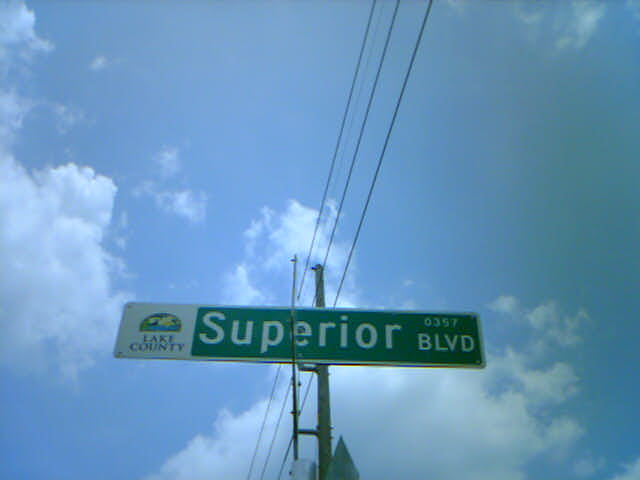 LAKE
COUNTY
Superior
0357
BLVD